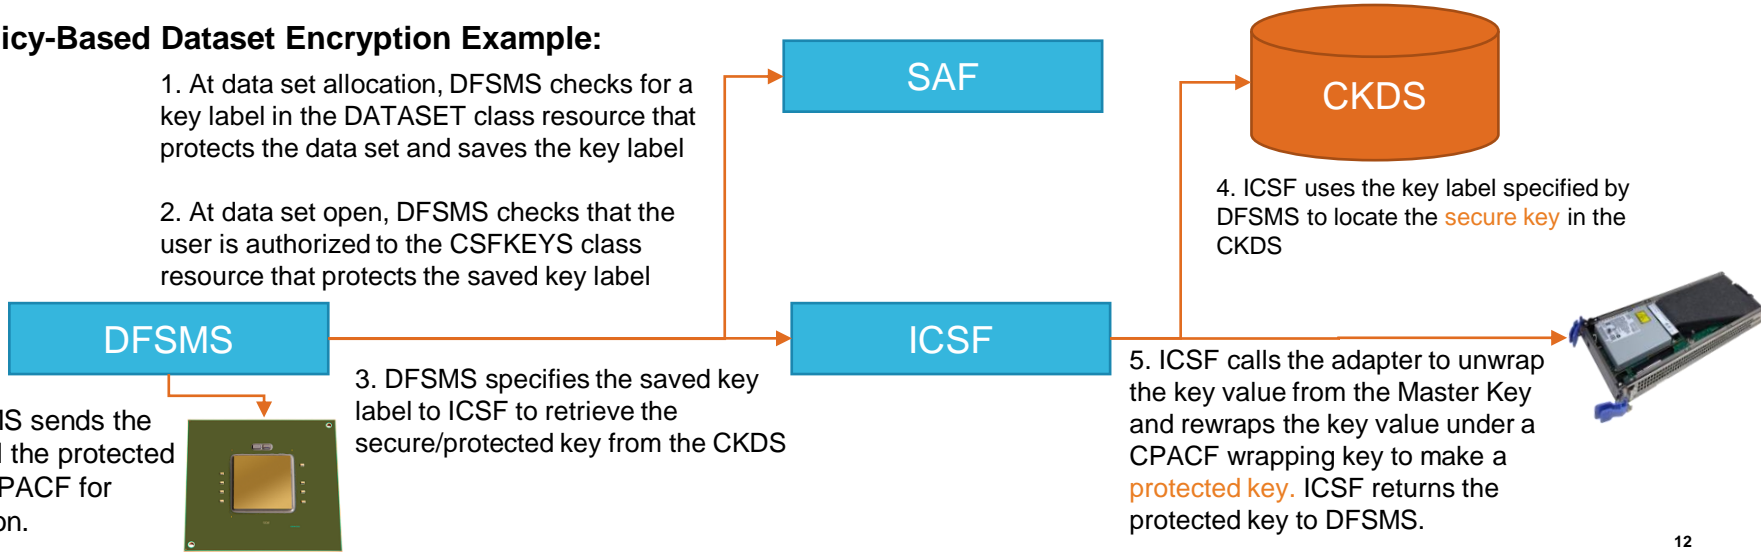 icy-Based Dataset Encryption Example:
1. At data set allocation, DFSMS checks for a
key label in the DATASET class resource that
protects the data set and saves the key label
2. At data set open, DFSMS checks that the
user is authorized to the CSFKEYS class
resource that protects the saved key label
SAF
CKDS
4. ICSF uses the key label specified by
DFSMS to locate the secure key in the
CKDS
DFSMS
ICSF
3. DFSMS specifies the saved key
label to ICSF to retrieve the
secure/protected key from the CKDS
5. ICSF calls the adapter to unwrap
the key value from the Master Key
and rewraps the key value under a
CPACF wrapping key to make a
protected key. ICSF returns the
protected key to DFSMS.
MS sends the
the protected
PACF for
on.
12